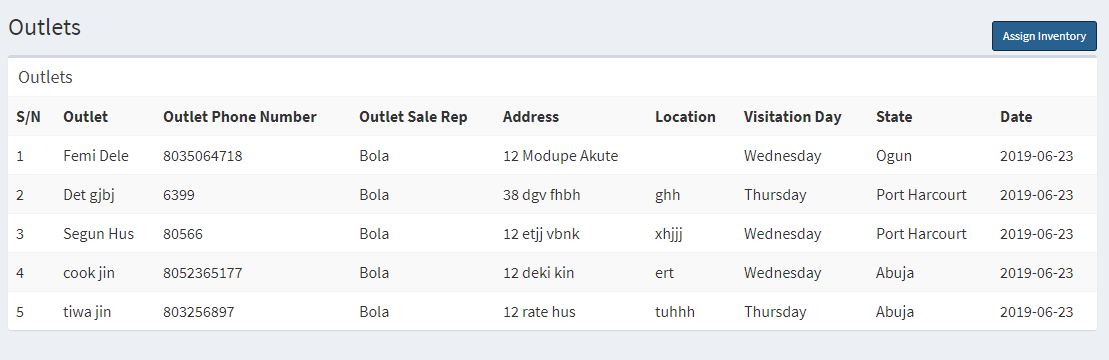 Outlets
Assign Inventory
Outlets
S/N Outlet Outlet Phone Number Outlet Sale Rep Address Location Visitation Day State Date
1 Femi Dele 8035064718 Bola 12 Modupe Akute Wednesday Ogun 2019-06-23
2 Det gjbj 6399 Bola 38 dgv fhbh ghh Thursday Port Harcourt 2019-06-23
3 Segun Hus 80566 Bola 12 etjj vbnk xhjjj Wednesday Port Harcourt 2019-06-23
4 cook jin 8052365177 Bola 12 deki kin ert Wednesday Abuja 2019-06-23
5 tiwa jin 803256897 Bola 12 rate hus tuhhh Thursday Abuja 2019-06-23